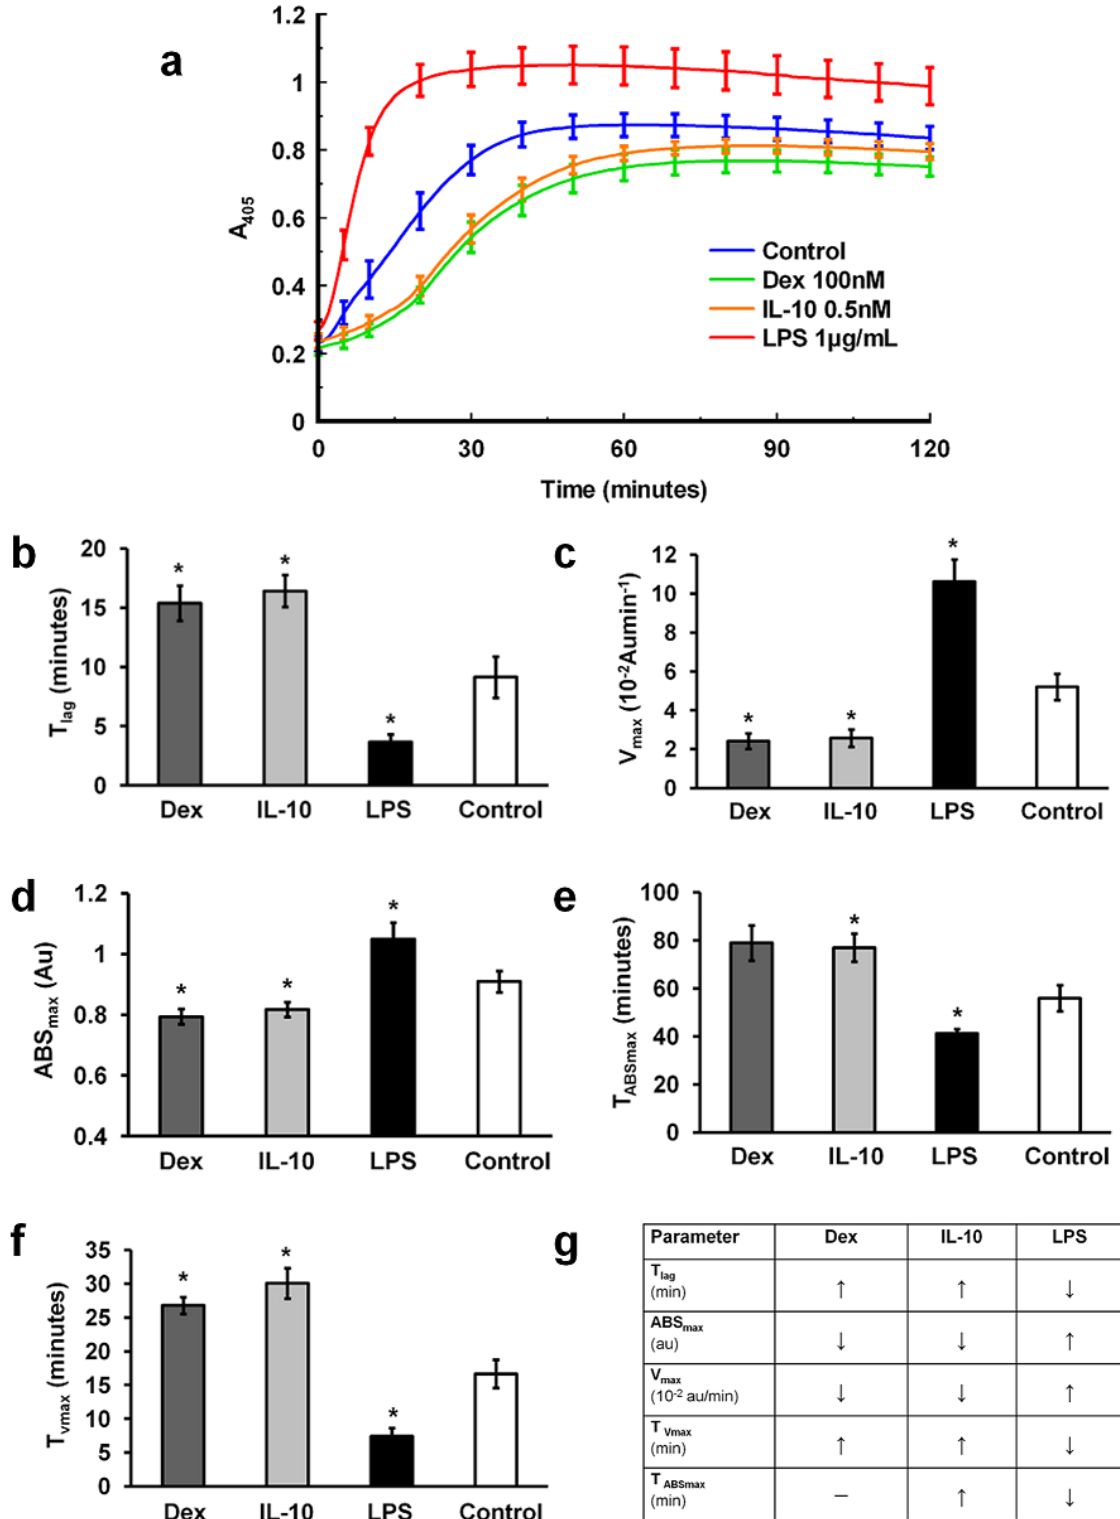 a
1.2
1
0.8
0.6
0.4
0.2
0
A405
Control
Dex 100nM
IL-10 0.5nM
LPS 1µg/mL
0 30 60 90 120
Time (minutes)
b
20
15
10
5
0
Tlag (minutes)
* * *
Dex IL-10 LPS Control
c
12
10
8
6
4
2
0
Vmax (10-2Aumin-1)
* * *
Dex IL-10 LPS Control
d
1.2
1
0.8
0.6
0.4
ABSmax (Au)
* * *
Dex IL-10 LPS Control
e
100
80
60
40
20
0
TABSmax (minutes)
* *
Dex IL-10 LPS Control
f
35
30
25
20
15
10
5
0
Tvmax (minutes)
* * *
Dex IL-10 LPS Control
g
Parameter Dex IL-10 LPS
Tlag
(min) ↑ ↑ ↓
ABSmax
(au) ↓ ↓ ↑
Vmax
(10-2 au/min) ↓ ↓ ↑
T Vmax
(min) ↑ ↑ ↓
T ABSmax
(min) – ↑ ↓